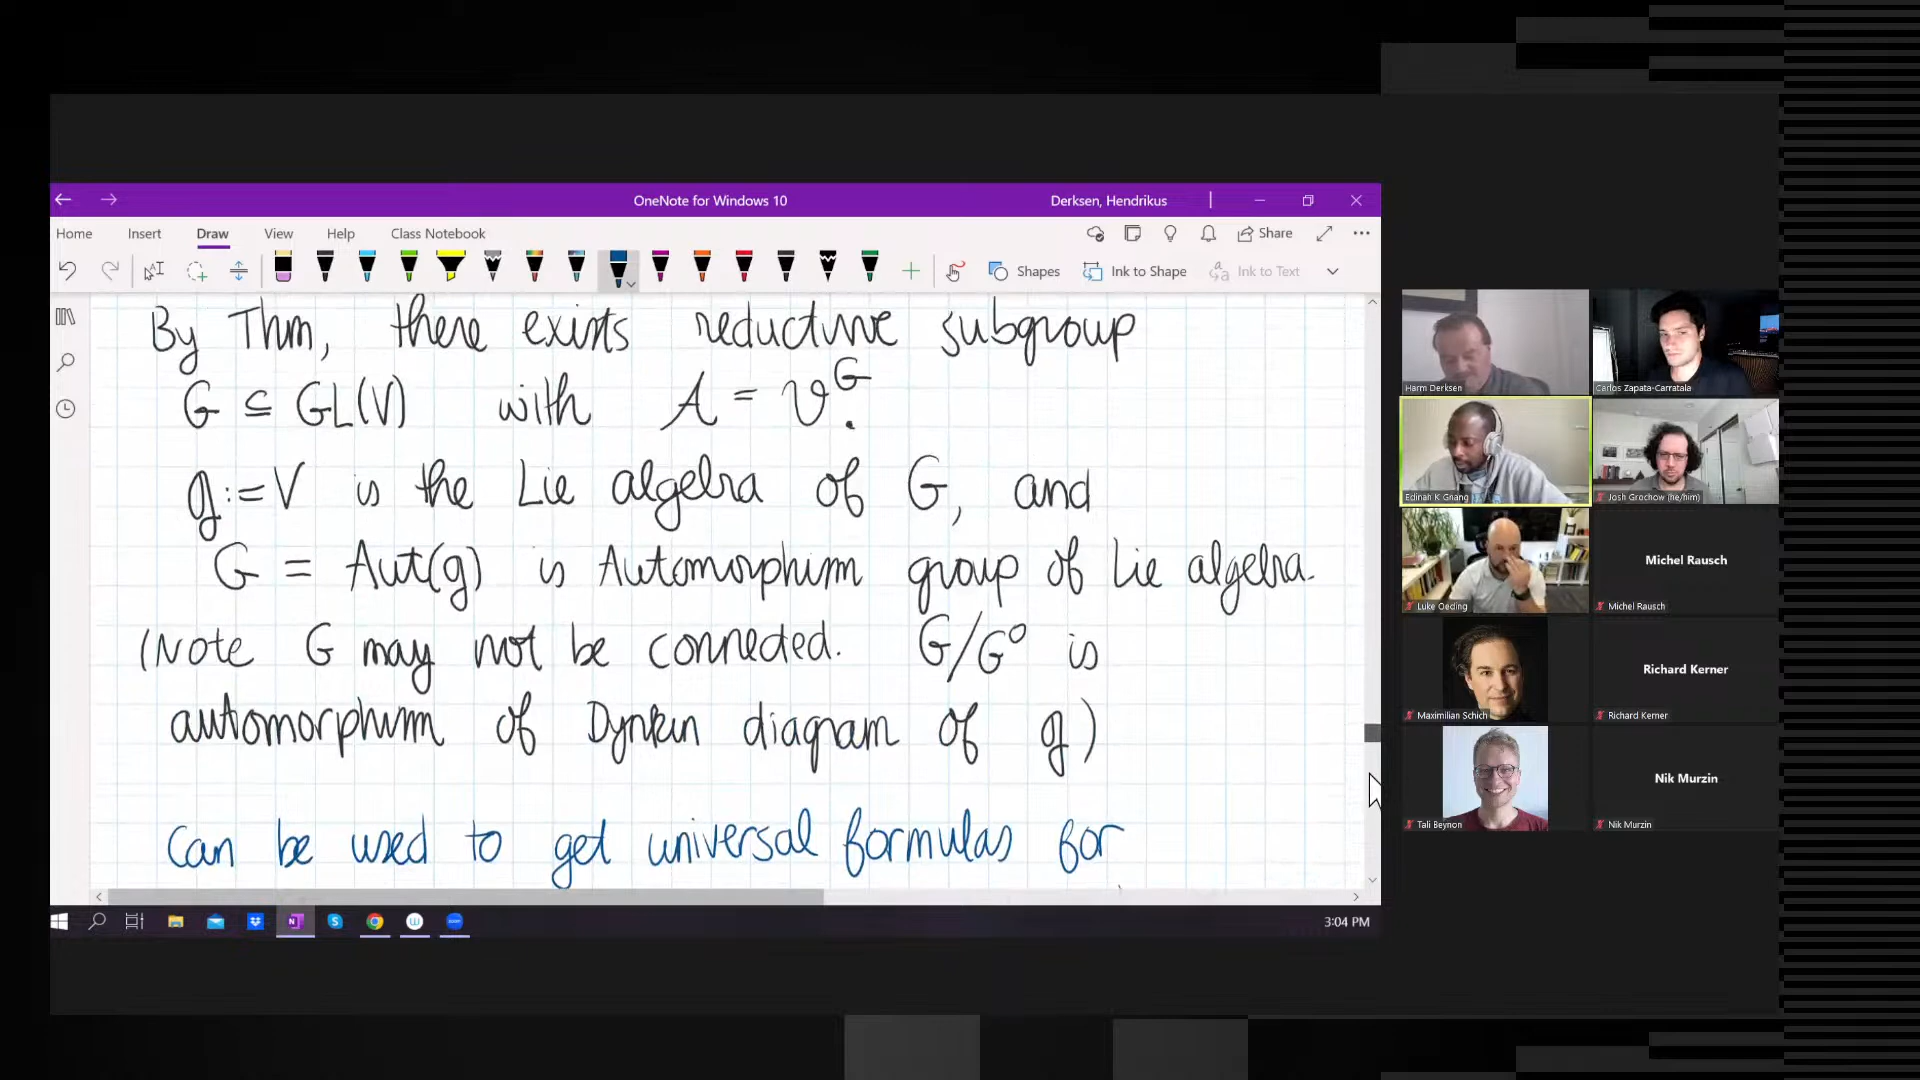 OneNote for Windows 10
Derksen, Hendrikus
Home Insert Draw View Help Class Notebook
Share
Shapes Ink to Shape Ink to Text
By Thm, there exists reductive subgroup
G ⊆ GL(V) with A = V^G.
g := V is the Lie algebra of G, and
G = Aut(g) is Automorphism group of Lie algebra.
(Note G may not be connected. G/G° is
automorphism of Dynkin diagram of g)
Can be used to get universal formulas for
3:04 PM
Harm Derksen
Carlos Zapata-Carratala
Edinah K Gnang
Josh Grochow (he/him)
Luke Oeding
Michel Rausch
Michel Rausch
Maximilian Schich
Richard Kerner
Richard Kerner
Tali Beynon
Nik Murzin
Nik Murzin